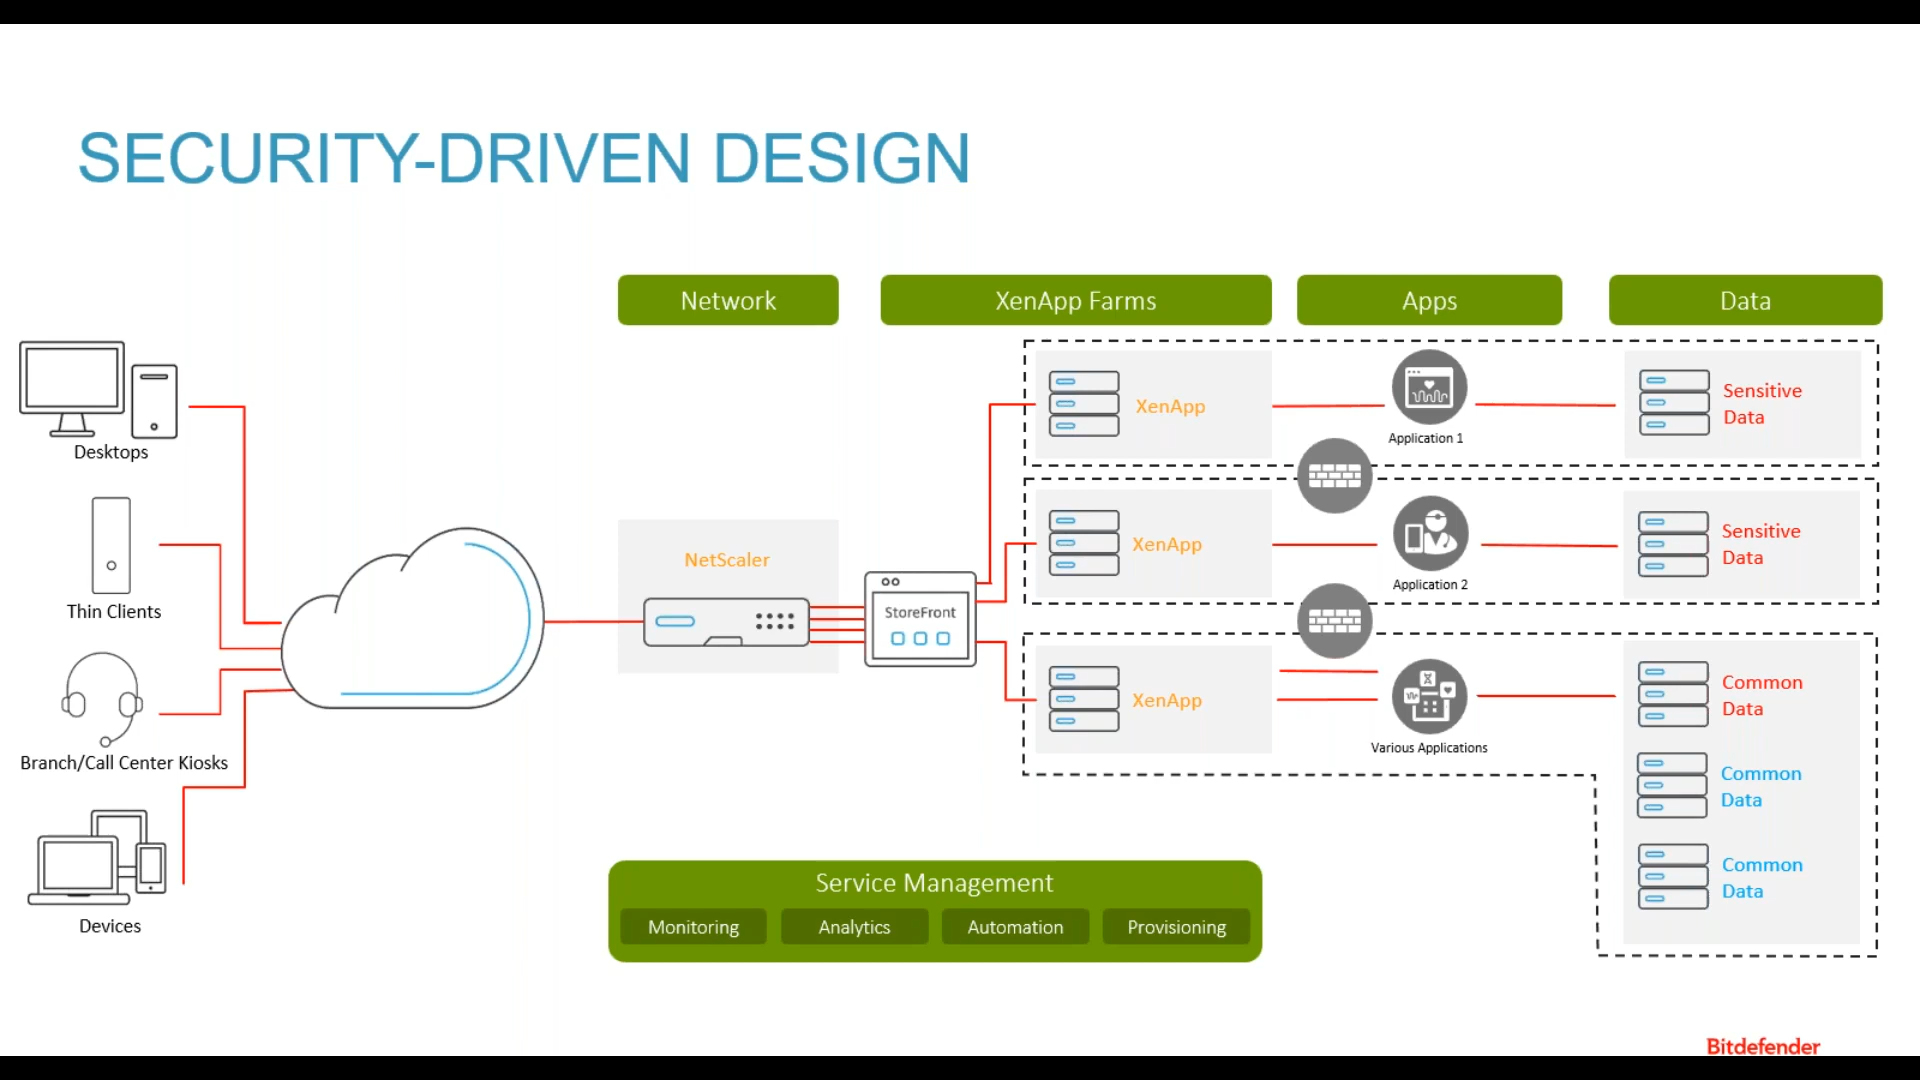 SECURITY-DRIVEN DESIGN
Network
XenApp Farms
Apps
Data
Desktops
Thin Clients
Branch/Call Center Kiosks
Devices
NetScaler
StoreFront
XenApp
Application 1
Sensitive
Data
XenApp
Application 2
Sensitive
Data
XenApp
Various Applications
Common
Data
Common
Data
Common
Data
Service Management
Monitoring
Analytics
Automation
Provisioning
Bitdefender